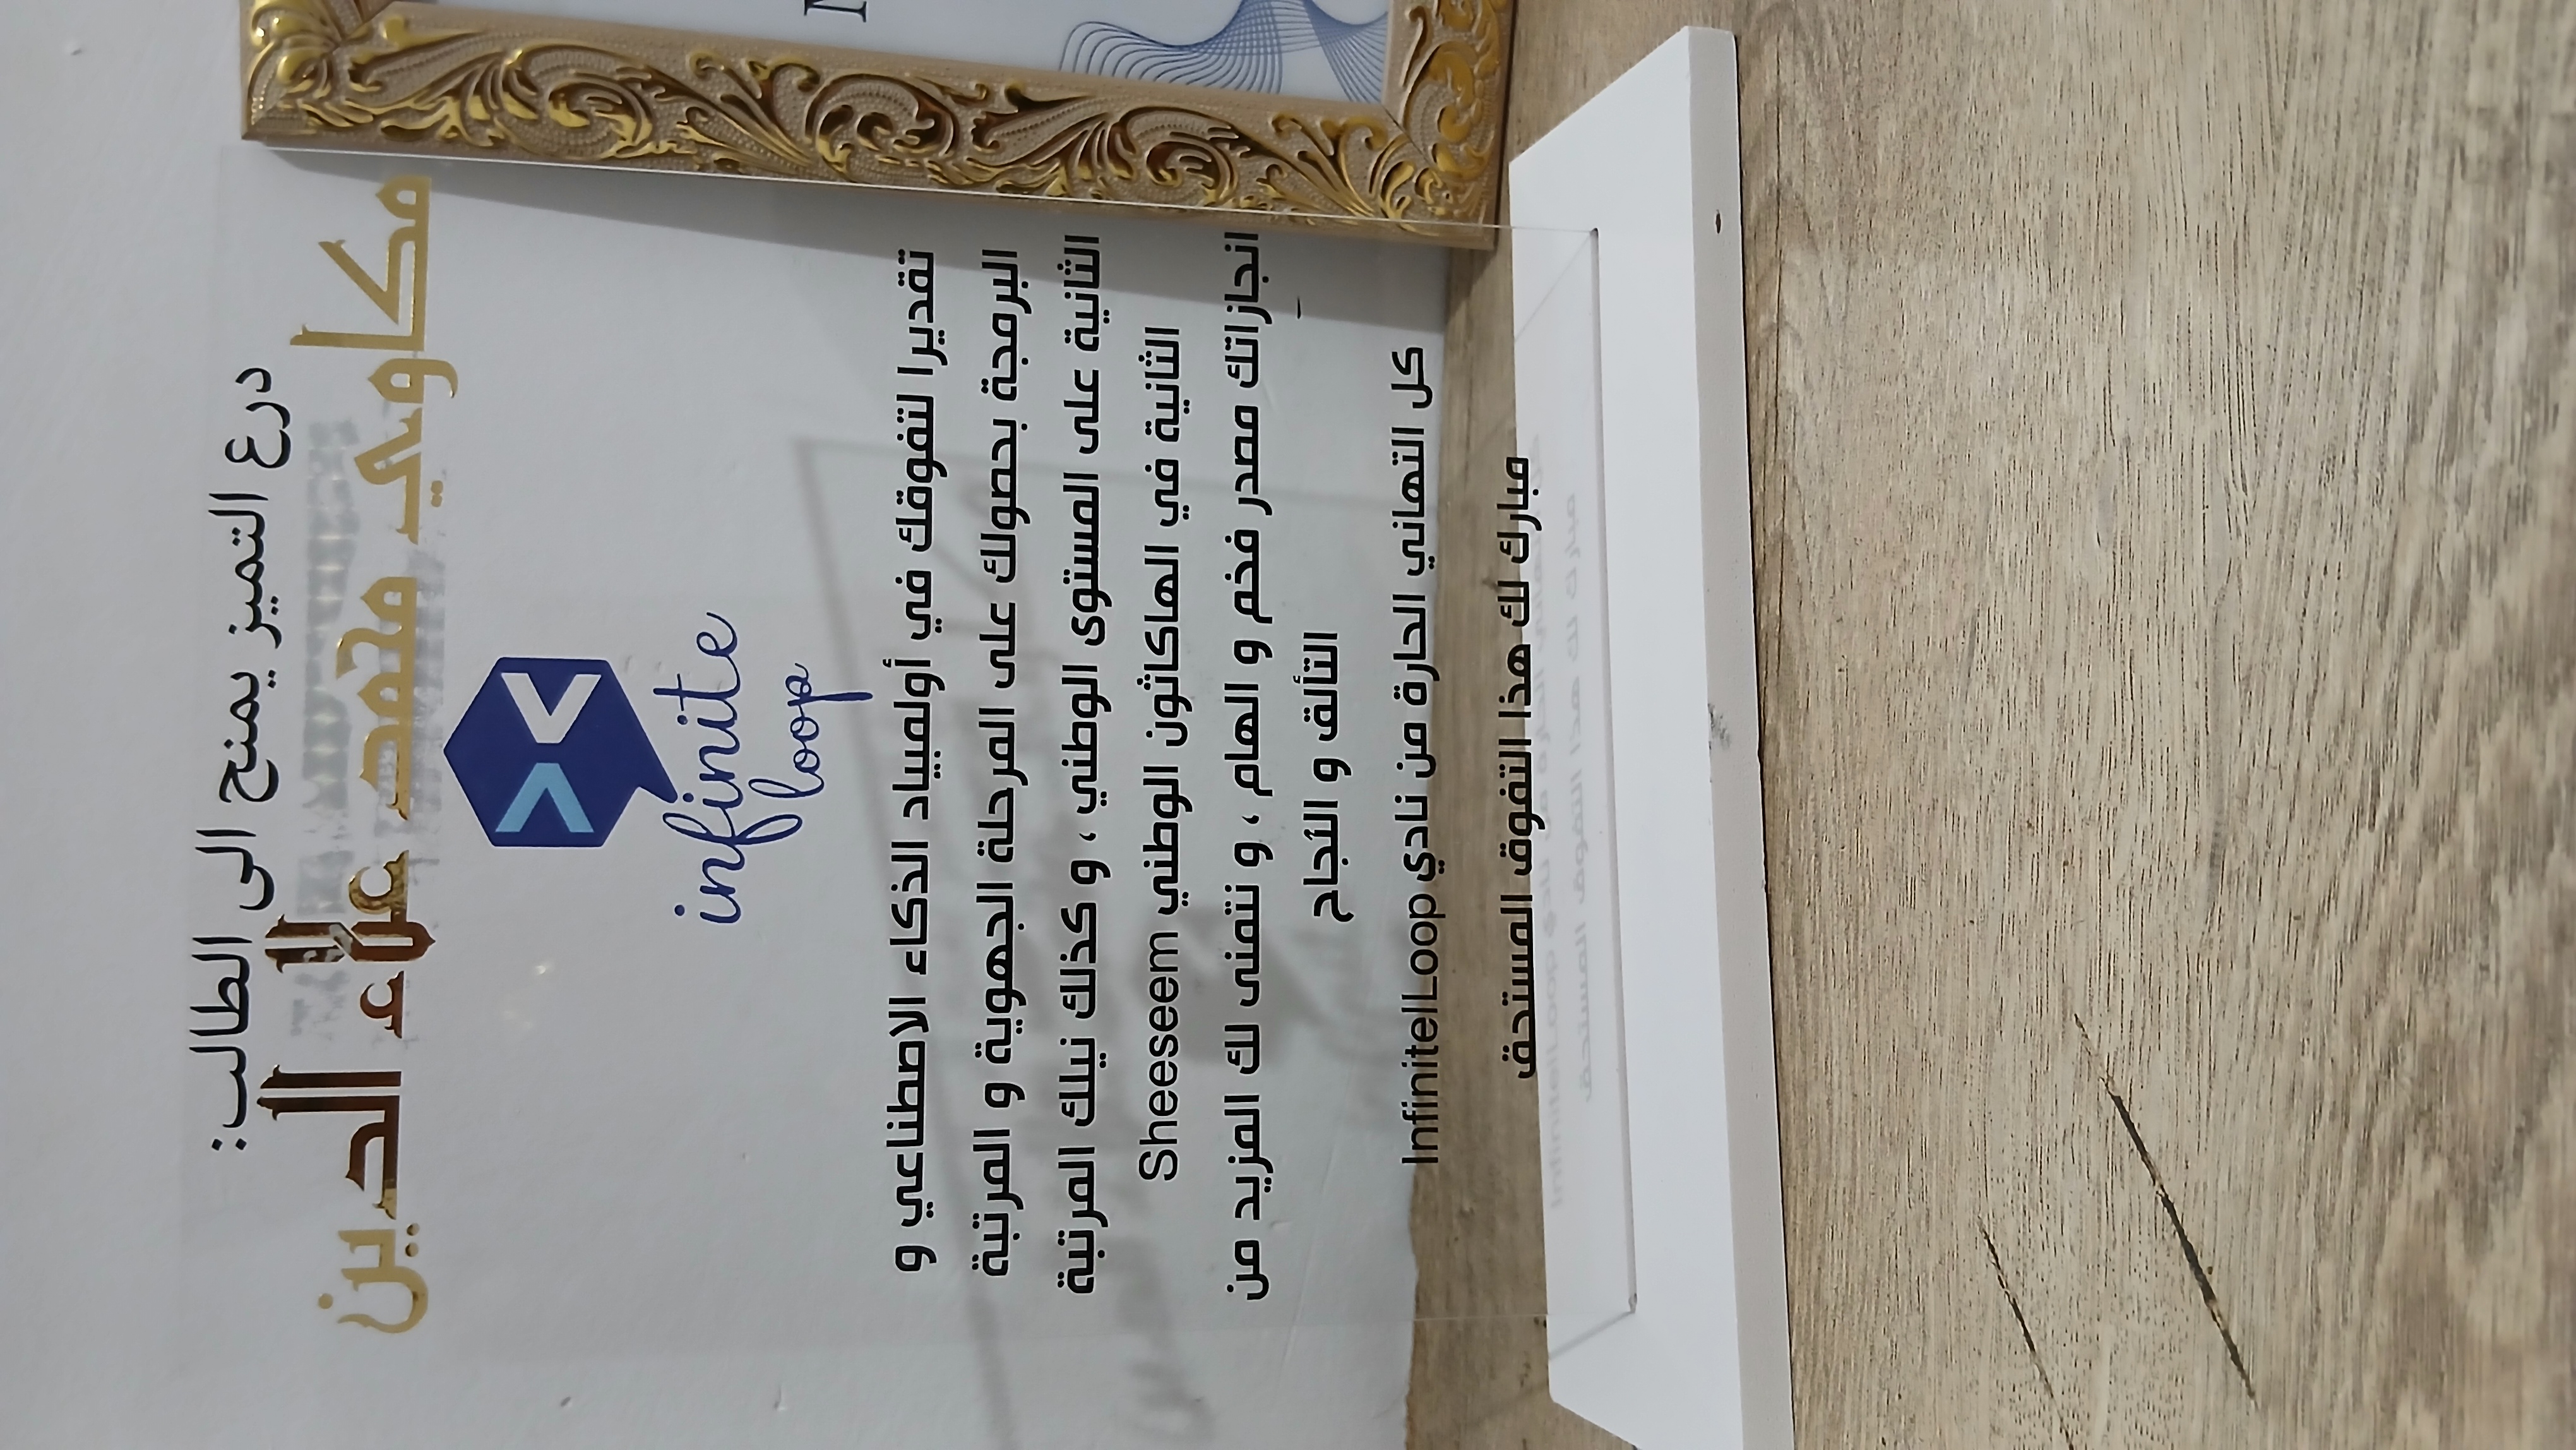 درع التميز يمنح الى الطالب:
مكاوي محمد علاء الدين
infinite
loop
تقديرا لتفوقك في أولمبياد الذكاء الاصطناعي و
البرمجة بحصولك على المرحلة الجهوية و المرتبة
الثانية على المستوى الوطني ، و كذلك نيلك المرتبة
الثانية في الهاكاثون الوطني Sheeseem
انجازاتك مصدر فخم و الهام ، و نتمنى لك المزيد من
التألق و النجاح
كل التهاني الحارة من نادي InfinitelLoop
مبارك لك هذا التفوق المستحق